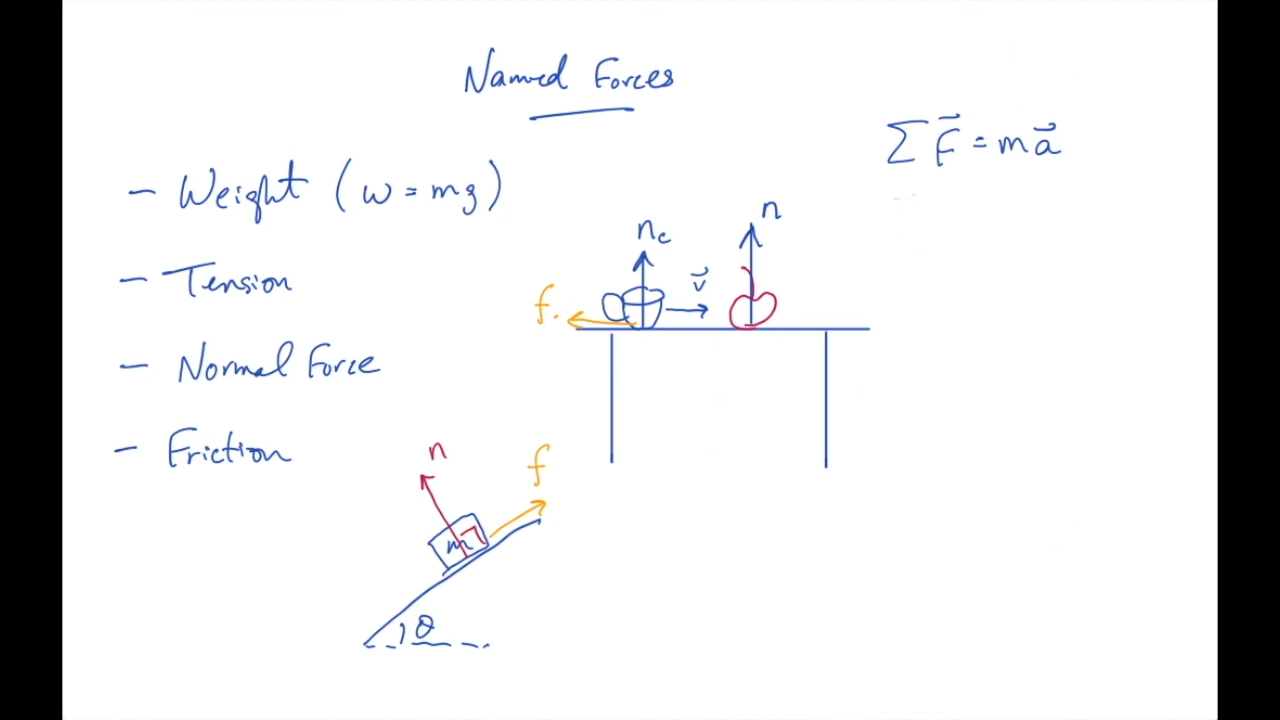 Named Forces
ΣF⃗ = ma⃗
- Weight (w = mg)
n
nc
v⃗
- Tension
f.
- Normal Force
- Friction
n
f
m
θ